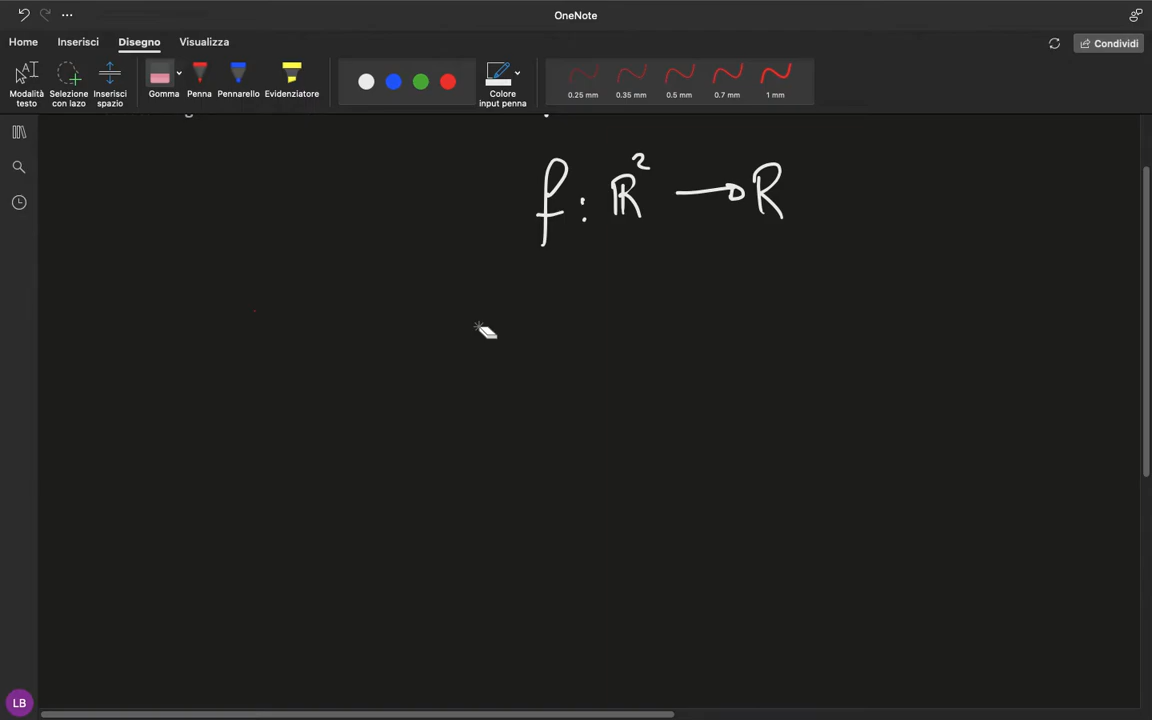 OneNote
Home Inserisci Disegno Visualizza
Condividi
Modalità testo
Selezione con lazo
Inserisci spazio
Gomma
Penna
Pennarello
Evidenziatore
Colore input penna
0.25 mm
0.35 mm
0.5 mm
0.7 mm
1 mm
f: ℝ² → ℝ
LB